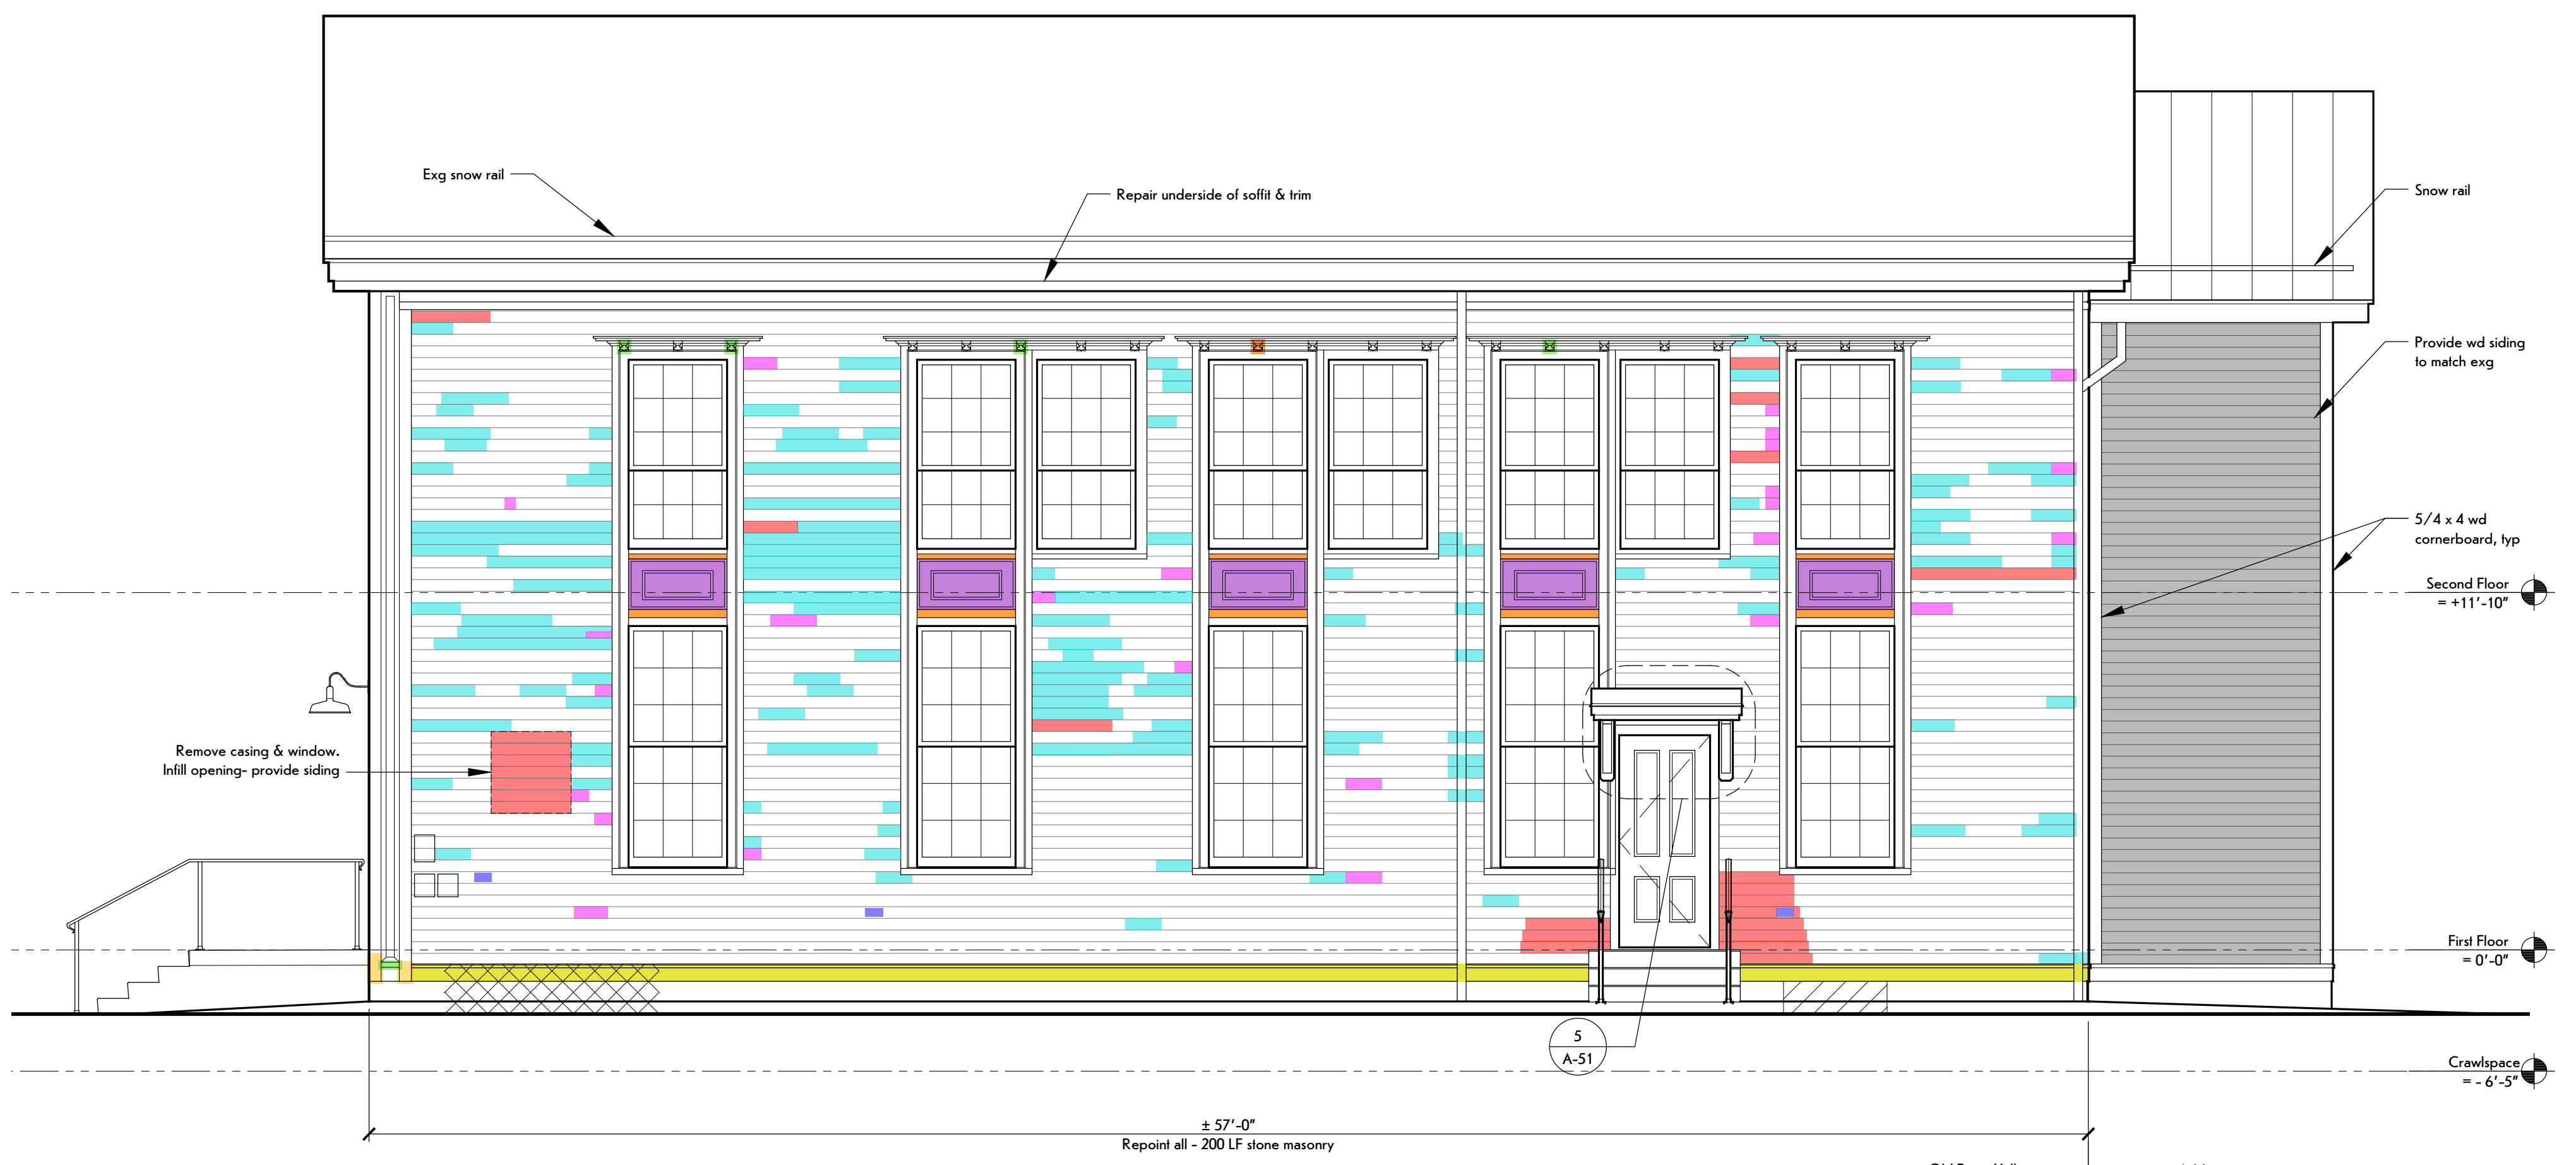 Exg snow rail
Repair underside of soffit & trim
Snow rail
Provide wd siding
to match exg
5/4 x 4 wd
cornerboard, typ
Second Floor
= +11'-10"
Remove casing & window.
Infill opening- provide siding
First Floor
= 0'-0"
5
A-51
Crawlspace
= - 6'-5"
± 57'-0"
Repoint all - 200 LF stone masonry